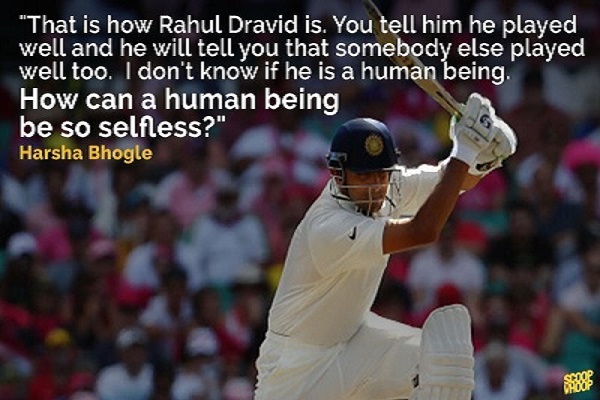 "That is how Rahul Dravid is. You tell him he played
well and he will tell you that somebody else played
well too. I don't know if he is a human being.
How can a human being
be so selfless?"
Harsha Bhogle
SCOOP
WHOOP